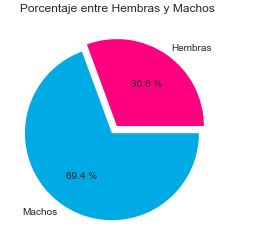 Porcentaje entre Hembras y Machos
Hembras
30.6 %
69.4 %
Machos